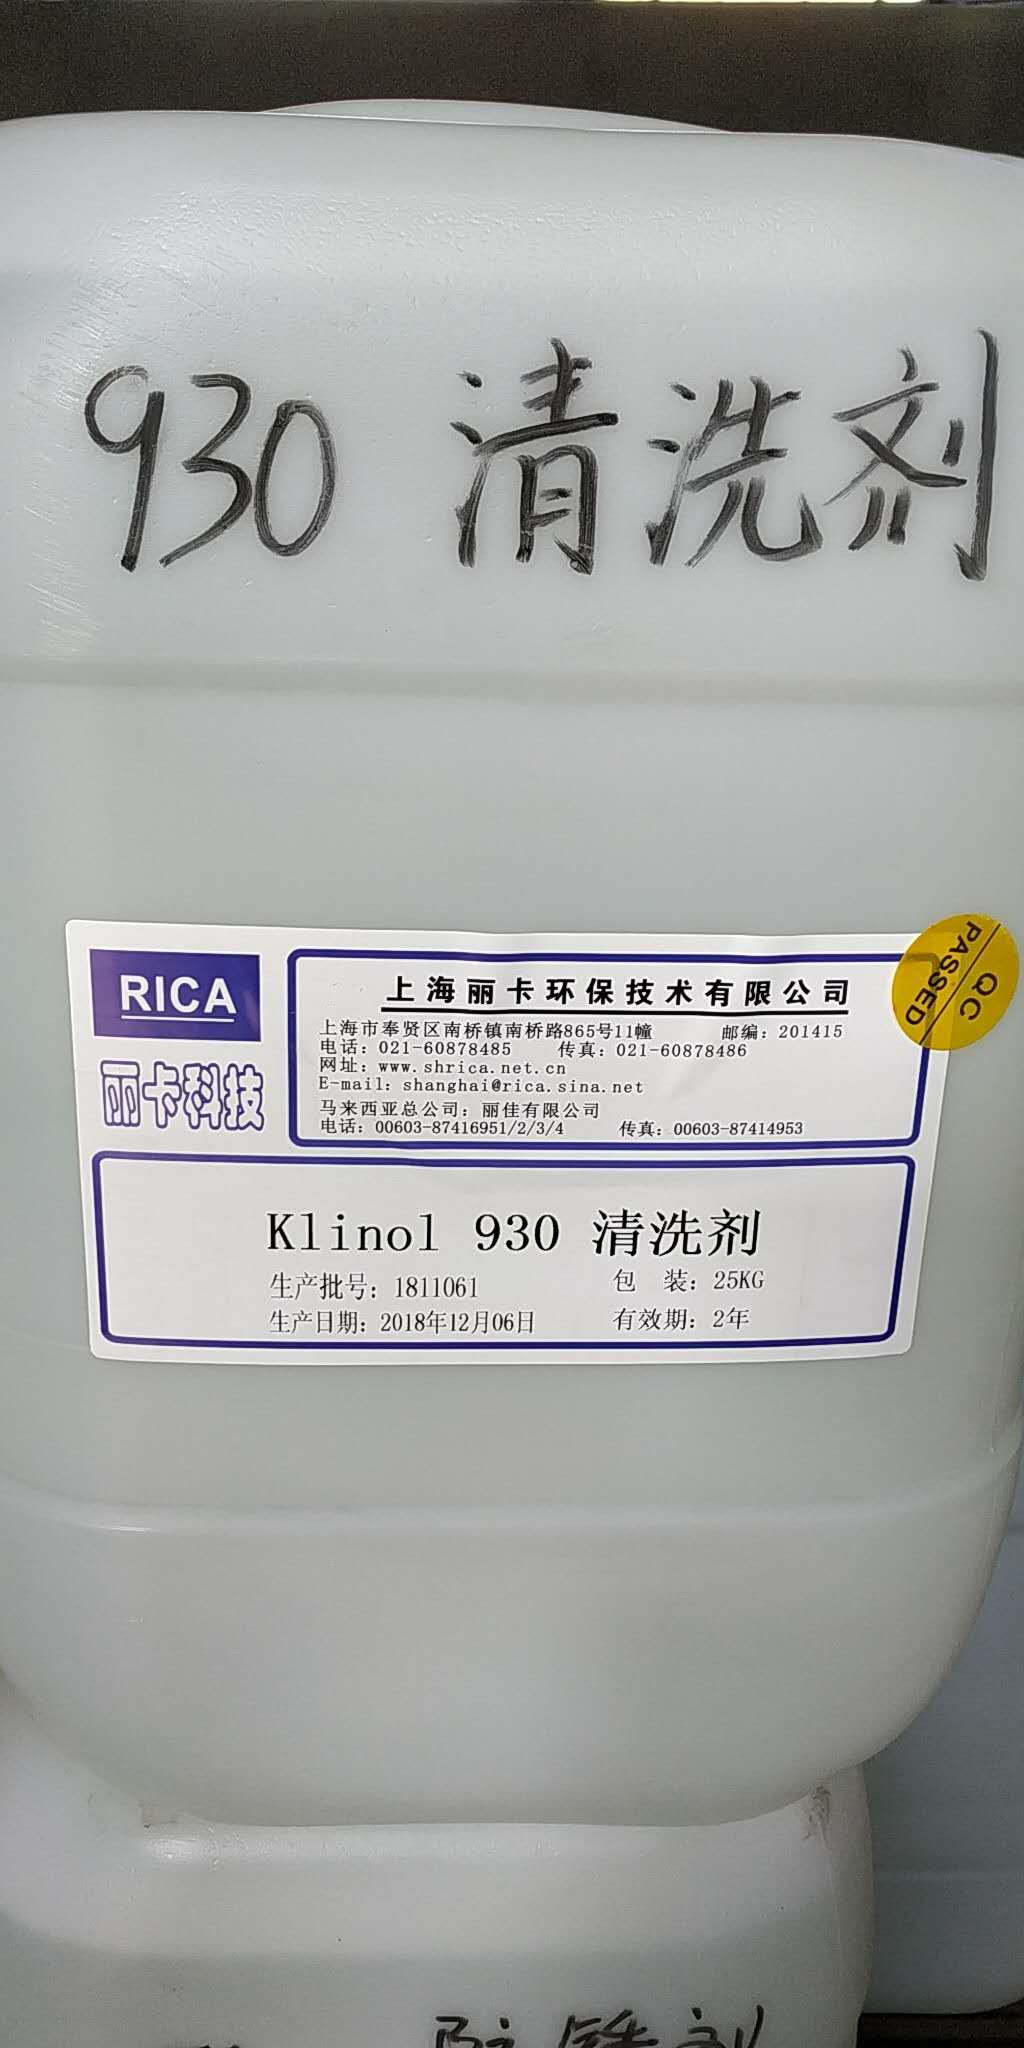 930 清洗剂
RICA
丽卡科技
上海丽卡环保技术有限公司
上海市奉贤区南桥镇南桥路865号11幢 邮编：201415
电话：021-60878485 传真：021-60878486
网址：www.shrica.net.cn
E-mail：shanghai@rica.sina.net
马来西亚总公司：丽佳有限公司
电话：00603-87416951/2/3/4 传真：00603-87414953
QC
PASSED
Klinol 930 清洗剂
生产批号：1811061 包 装：25KG
生产日期：2018年12月06日 有效期：2年
防锈剂